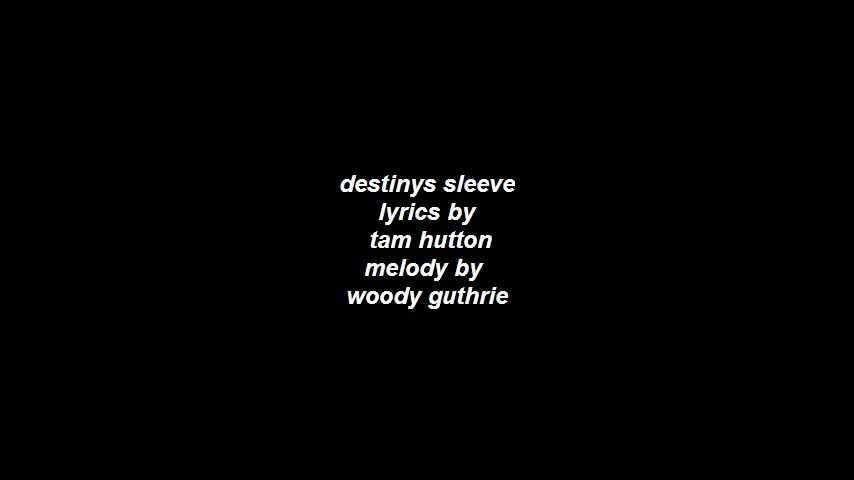 destinys sleeve
lyrics by
tam hutton
melody by
woody guthrie